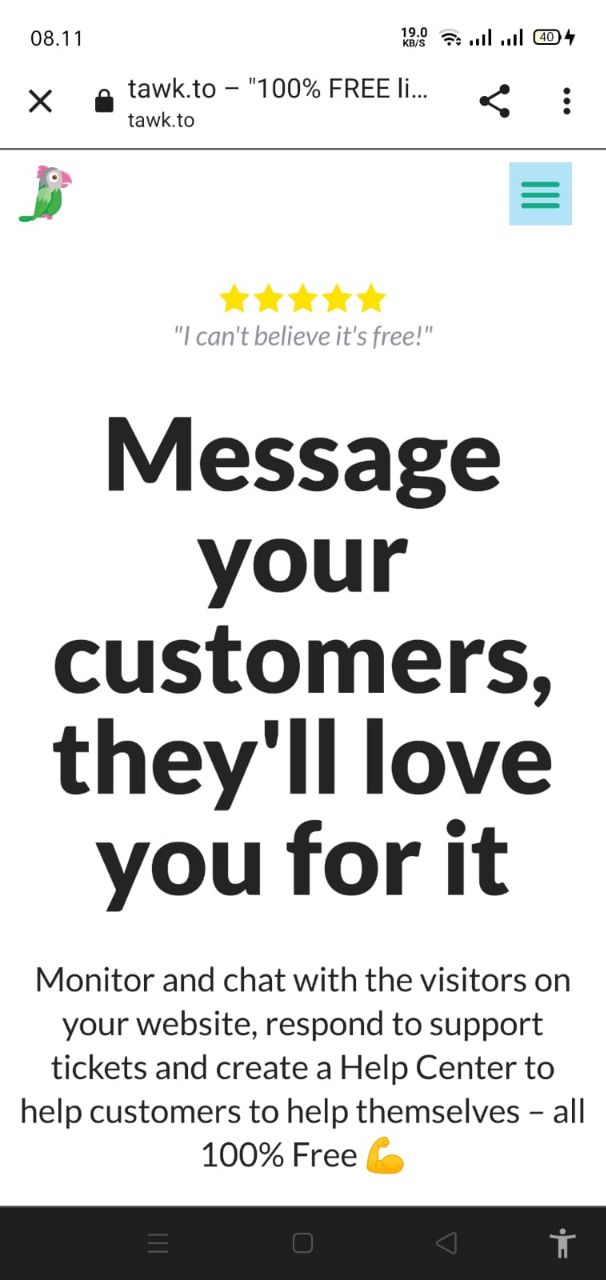 08.11
19.0
KB/S
40
tawk.to – "100% FREE li...
tawk.to
"I can't believe it's free!"
Message
your
customers,
they'll love
you for it
Monitor and chat with the visitors on
your website, respond to support
tickets and create a Help Center to
help customers to help themselves – all
100% Free 💪